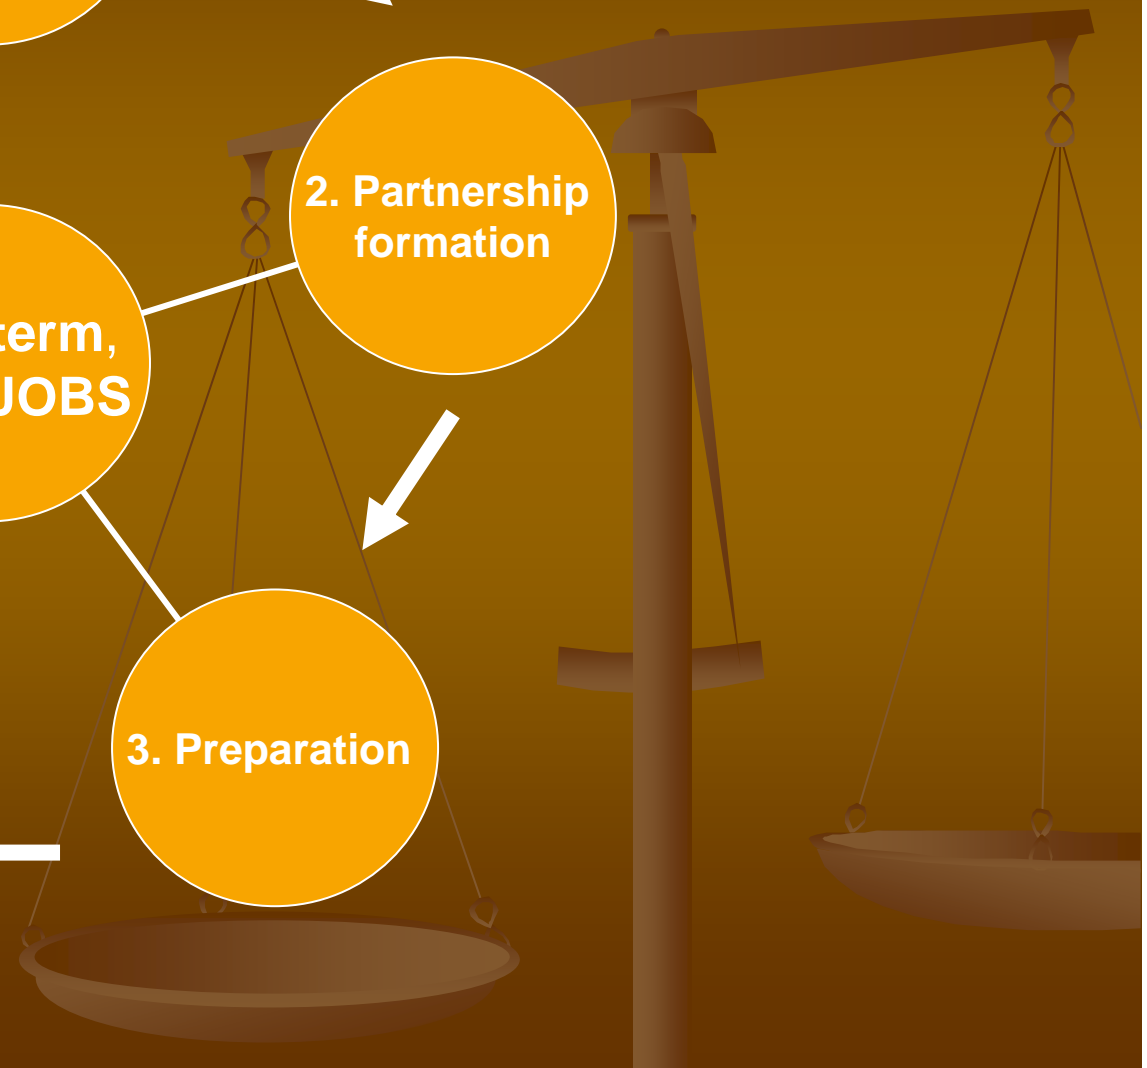 2. Partnership
formation
term,
JOBS
3. Preparation